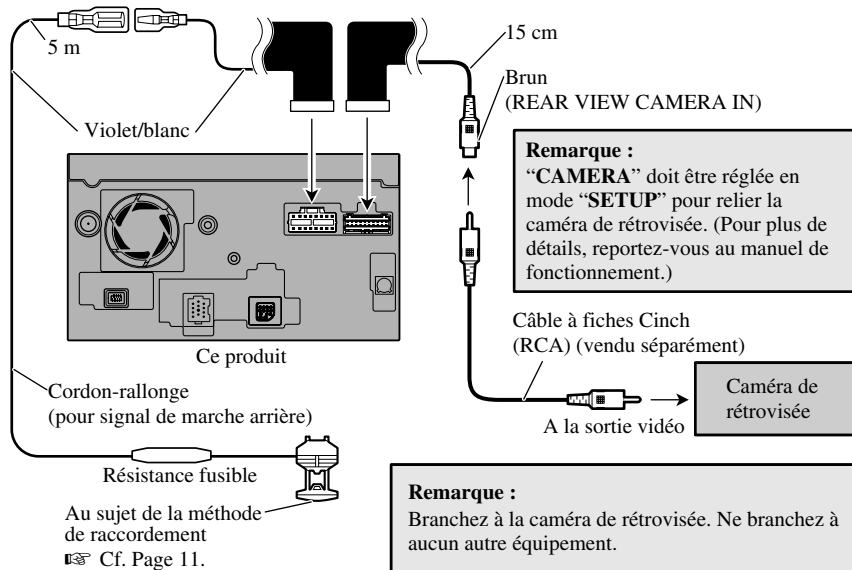 5 m
15 cm
Brun
(REAR VIEW CAMERA IN)
Violet/blanc
Remarque :
“CAMERA” doit être réglée en
mode “SETUP” pour relier la
caméra de rétrovisée. (Pour plus de
détails, reportez-vous au manuel de
fonctionnement.)
Ce produit
Câble à fiches Cinch
(RCA) (vendu séparément)
Cordon-rallonge
(pour signal de marche arrière)
Caméra de
rétrovisée
A la sortie vidéo
Résistance fusible
Au sujet de la méthode
de raccordement
☞ Cf. Page 11.
Remarque :
Branchez à la caméra de rétrovisée. Ne branchez à
aucun autre équipement.